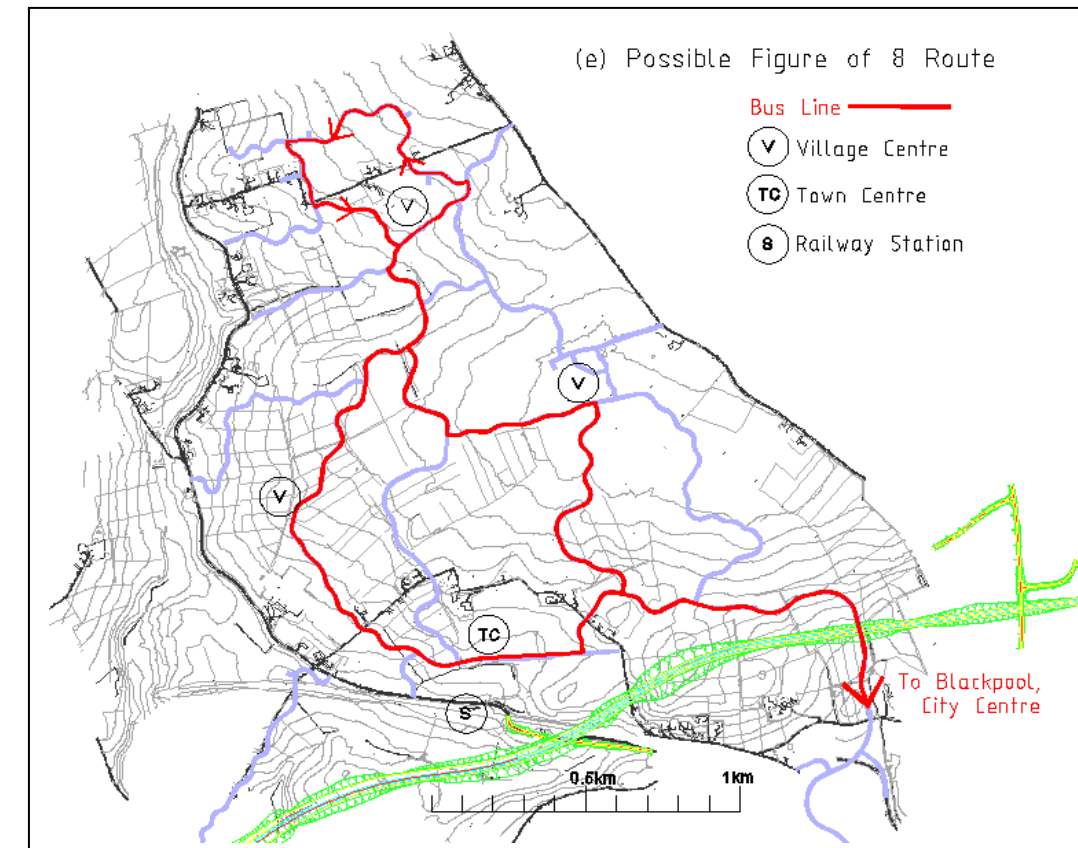 (e) Possible Figure of 8 Route
Bus Line
V Village Centre
TC Town Centre
S Railway Station
V
V
V
TC
S
To Blackpool,
City Centre
0.5km 1km